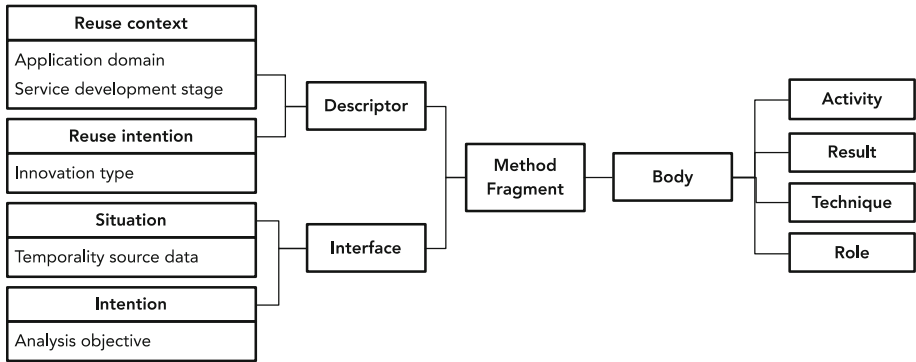 Reuse context
Application domain
Service development stage
Reuse intention
Innovation type
Situation
Temporality source data
Intention
Analysis objective
Descriptor
Interface
Method
Fragment
Body
Activity
Result
Technique
Role